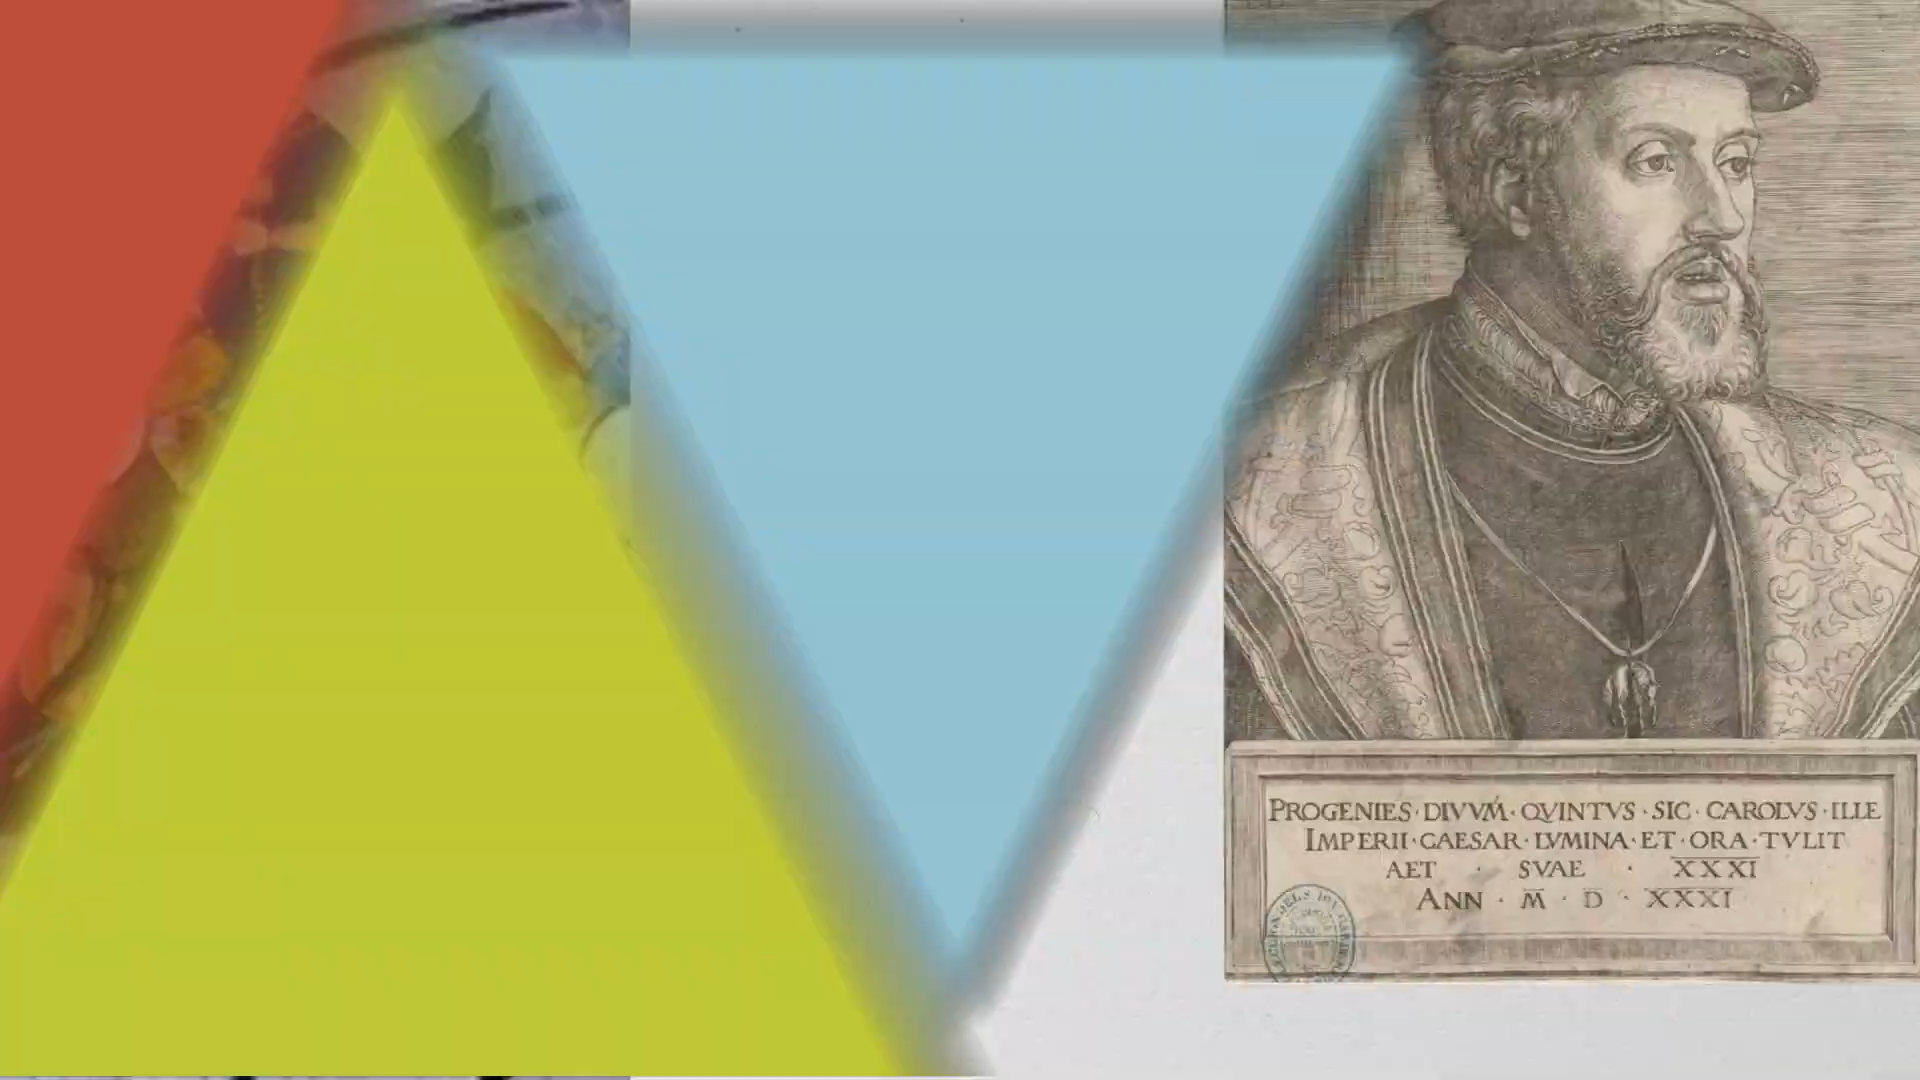 PROGENIES · DIVVM · QVINTVS · SIC · CAROLVS · ILLE
IMPERII · CAESAR · LVMINA · ET · ORA · TVLIT
AET · SVAE · XXXI
ANN · M · D · XXXI